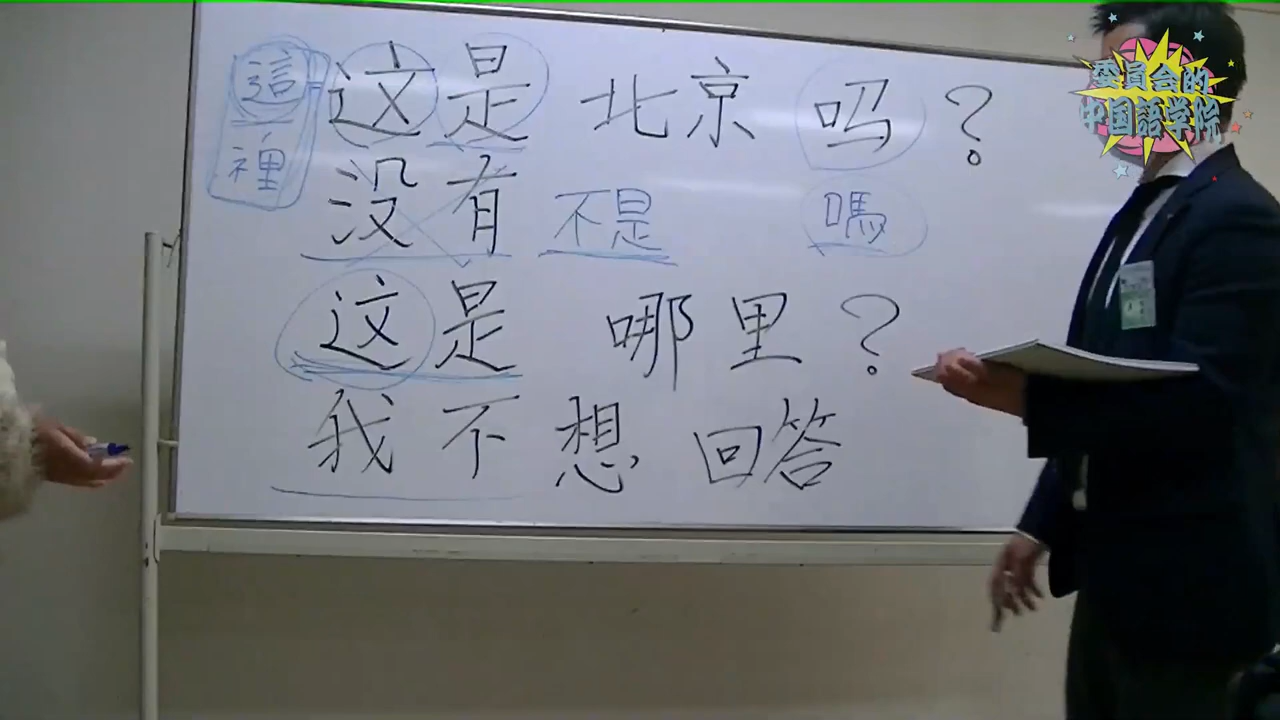 這 这是 北京 吗?
裡 没有 不是 嗎
这是 哪里?
我 不 想 回答
委員会的
中国語学院